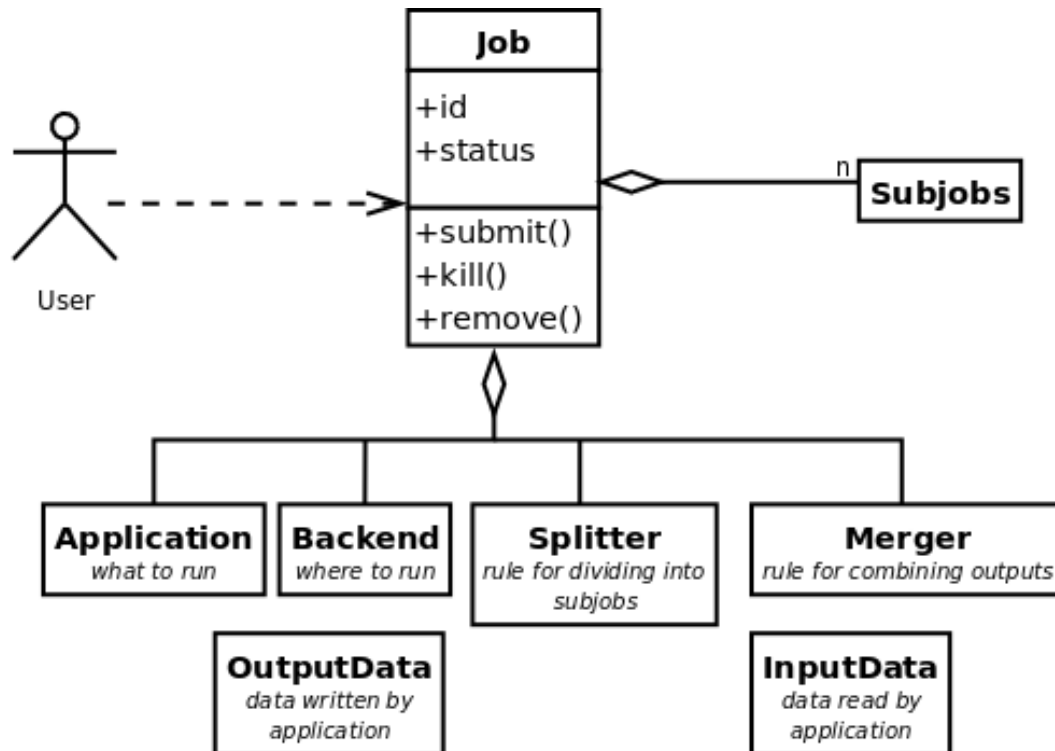 Job
+id
+status
+submit()
+kill()
+remove()
User
n
Subjobs
Application
what to run
Backend
where to run
Splitter
rule for dividing into
subjobs
Merger
rule for combining outputs
OutputData
data written by
application
InputData
data read by
application